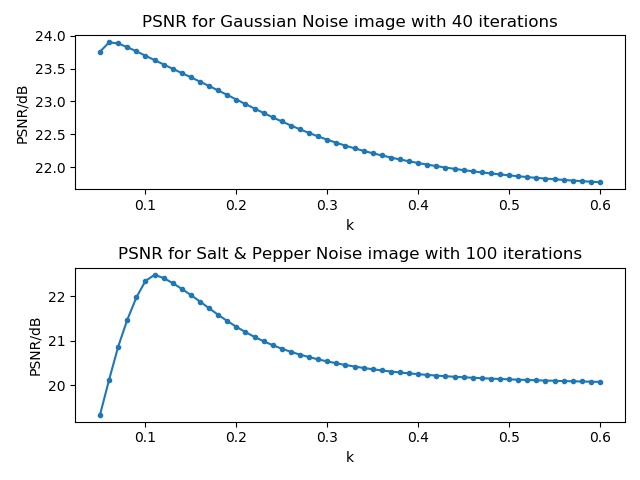 PSNR for Gaussian Noise image with 40 iterations
24.0
23.5
23.0
22.5
22.0
PSNR/dB
0.1 0.2 0.3 0.4 0.5 0.6
k
PSNR for Salt & Pepper Noise image with 100 iterations
22
21
20
PSNR/dB
0.1 0.2 0.3 0.4 0.5 0.6
k